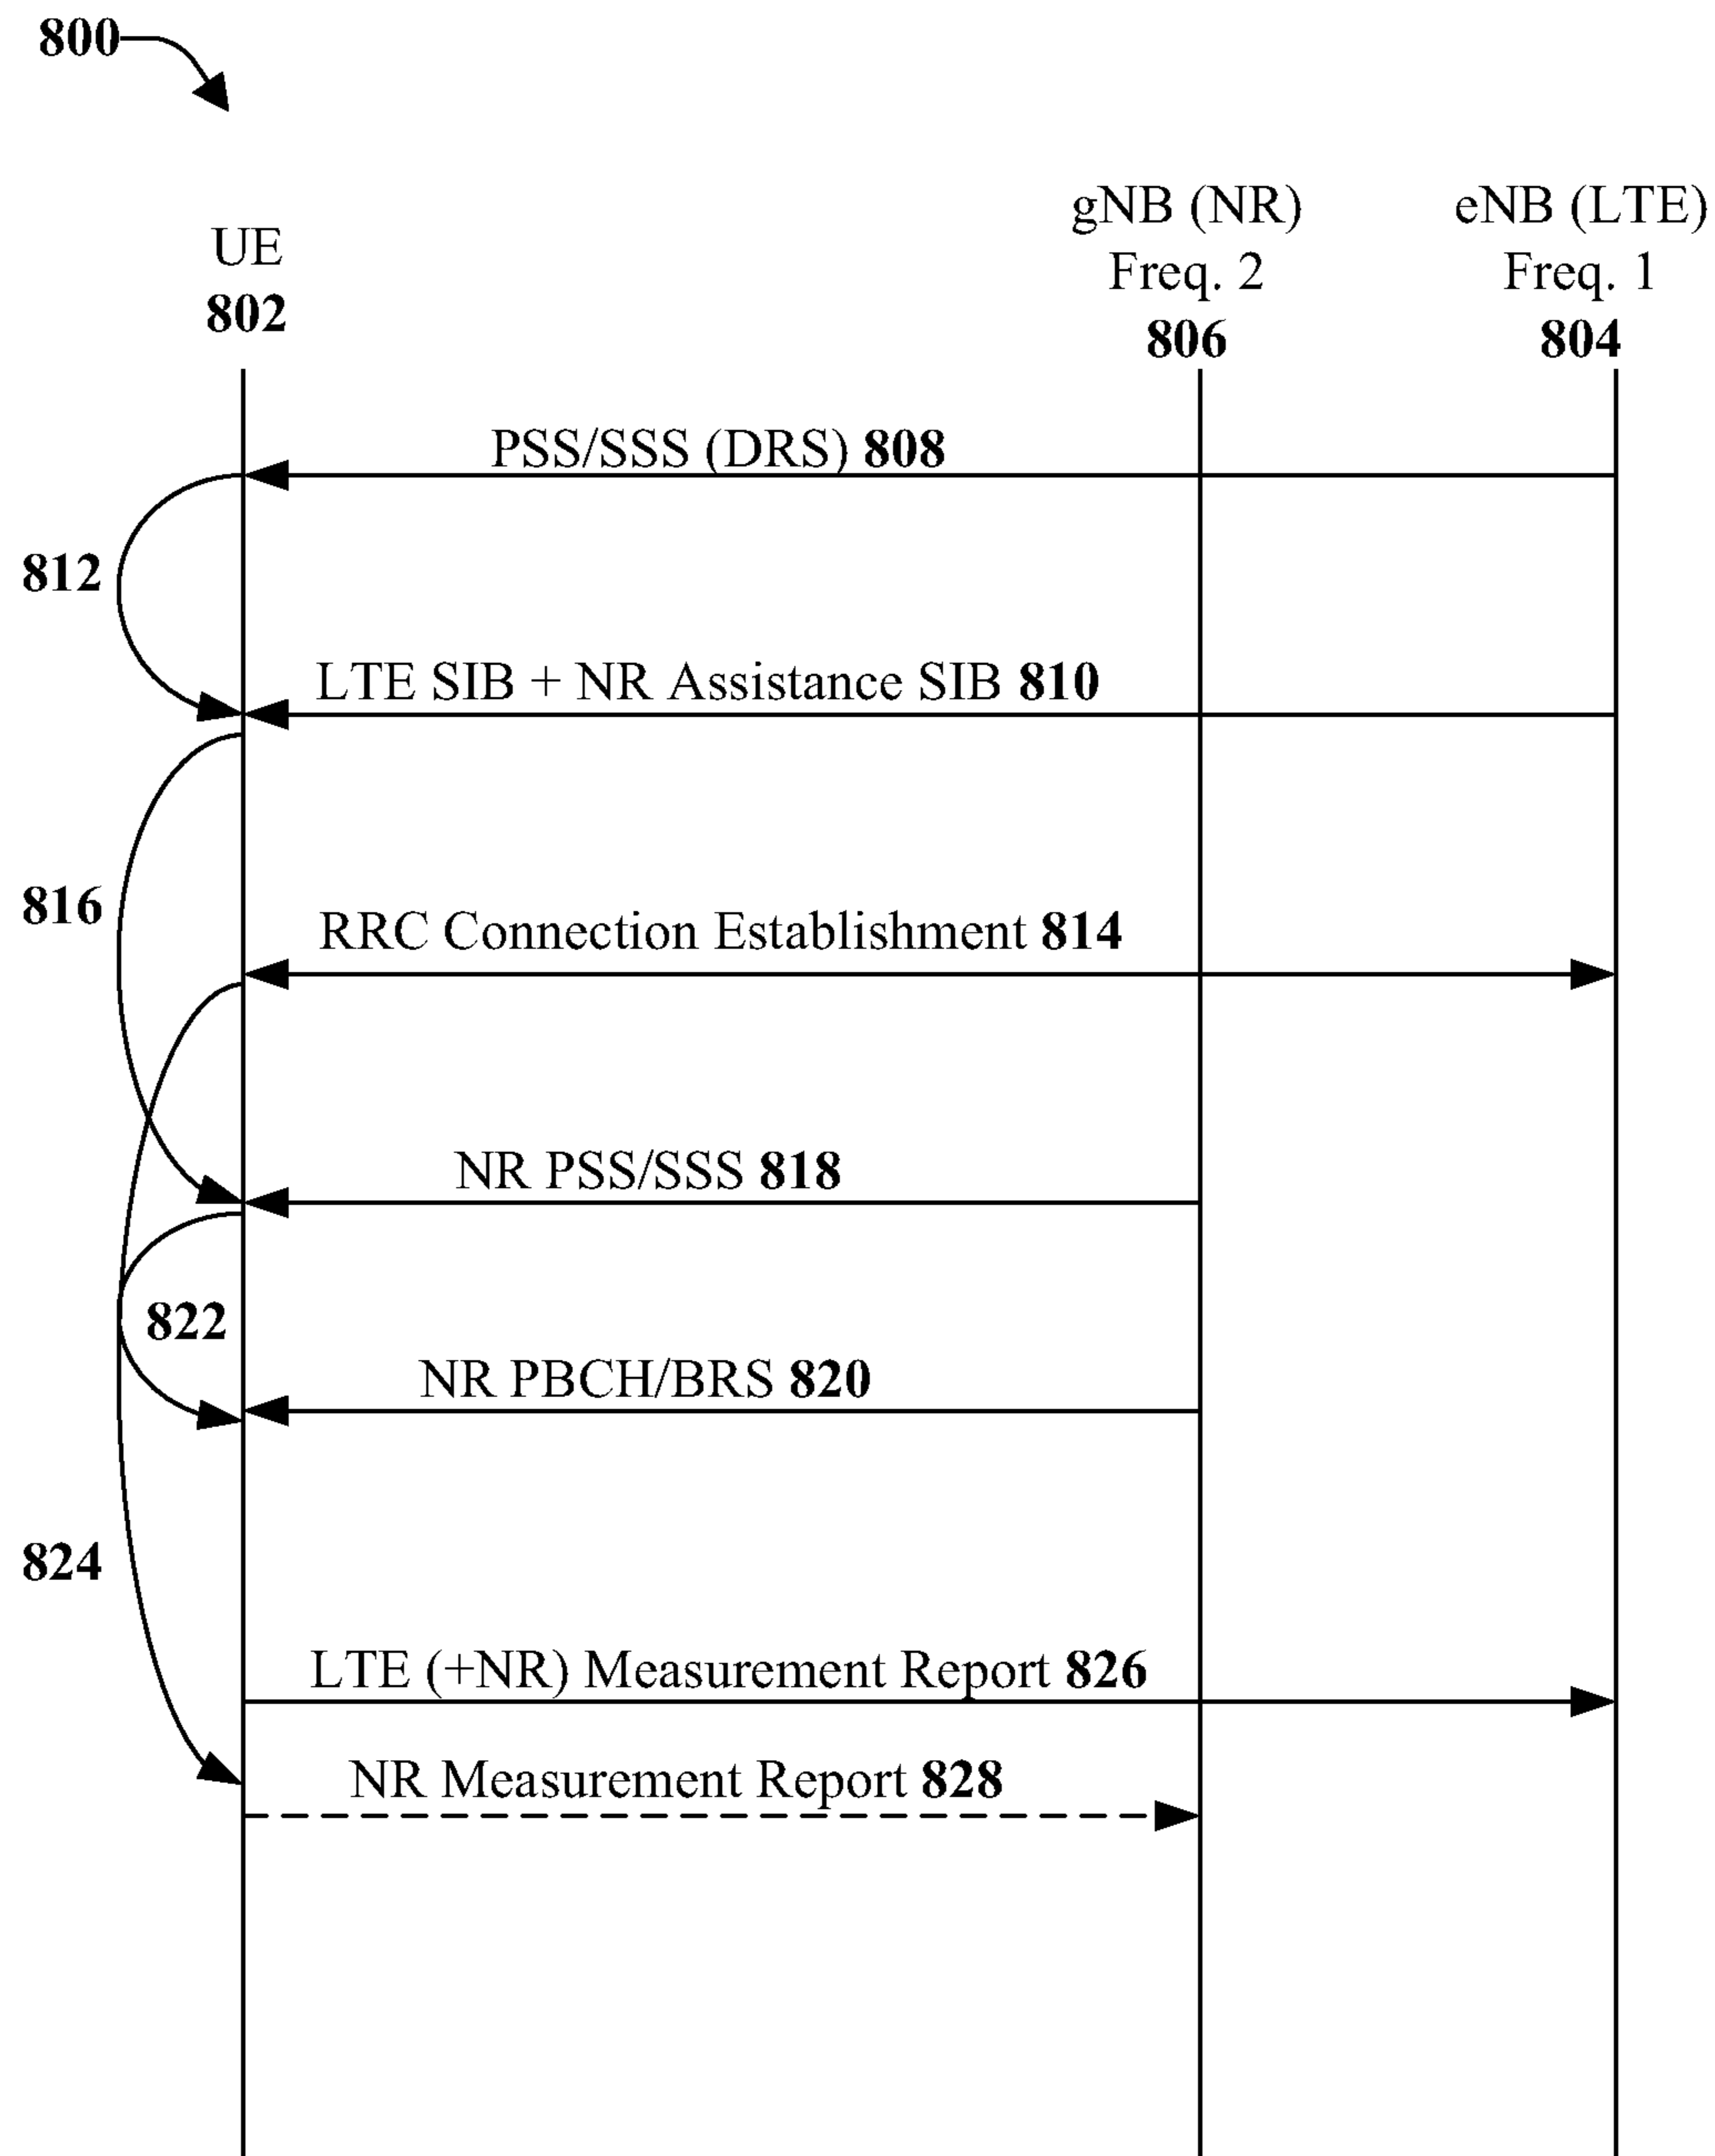 800
UE
802
gNB (NR)
Freq. 2
806
eNB (LTE)
Freq. 1
804
PSS/SSS (DRS) 808
812
LTE SIB + NR Assistance SIB 810
816
RRC Connection Establishment 814
NR PSS/SSS 818
822
NR PBCH/BRS 820
824
LTE (+NR) Measurement Report 826
NR Measurement Report 828